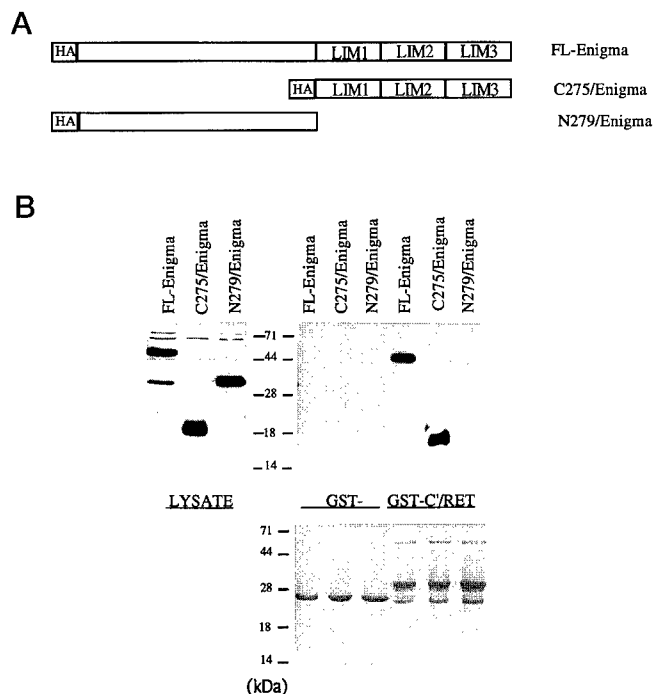 A
HA LIM1 LIM2 LIM3 FL-Enigma
HA LIM1 LIM2 LIM3 C275/Enigma
HA N279/Enigma
B
FL-Enigma C275/Enigma N279/Enigma FL-Enigma C275/Enigma N279/Enigma FL-Enigma C275/Enigma N279/Enigma
– 71 –
– 44 –
– 28 –
– 18 –
– 14 –
LYSATE GST- GST-C'/RET
71 –
44 –
28 –
18 –
14 –
(kDa)